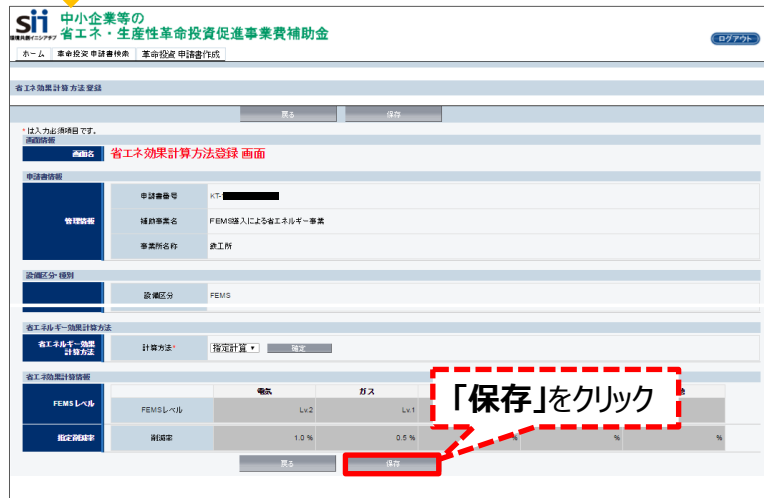 sii 中小企業等の
環境共創イニシアチブ 省エネ・生産性革命投資促進事業費補助金
ログアウト
ホーム 革命投資 申請書検索 革命投資 申請書作成
省エネ効果計算方法登録
戻る 保存
*は入力必須項目です。
画面情報
画面名 省エネ効果計算方法登録 画面
申請書情報
申請書番号 KT-
管理情報 補助事業名 FEMS導入による省エネルギー事業
事業所名称 鉄工所
設備区分・種別
設備区分 FEMS
省エネルギー効果計算方法
省エネルギー効果
計算方法 計算方法* 指定計算 ▼ 確定
省エネ効果計算情報
電気 ガス
FEMSレベル FEMSレベル Lv.2 Lv.1
指定削減率 削減率 1.0 % 0.5 % % % %
「保存」をクリック
戻る 保存